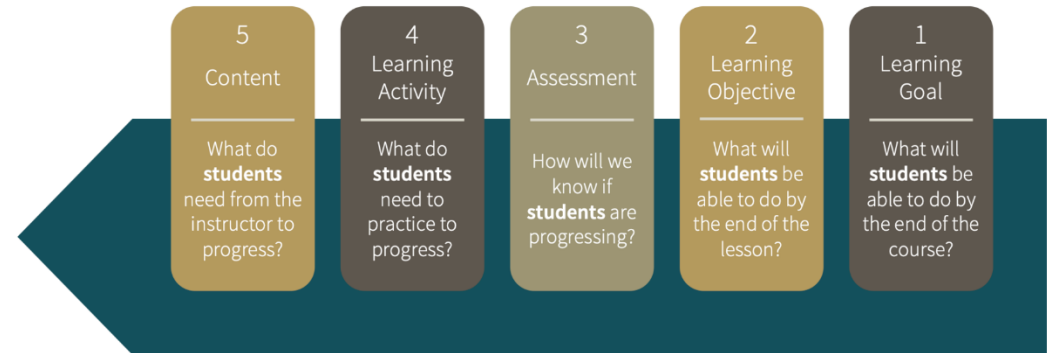 5
Content
What do
students
need from the
instructor to
progress?
4
Learning
Activity
What do
students
need to
practice to
progress?
3
Assessment
How will we
know if
students are
progressing?
2
Learning
Objective
What will
students be
able to do by
the end of the
lesson?
1
Learning
Goal
What will
students be
able to do by
the end of the
course?